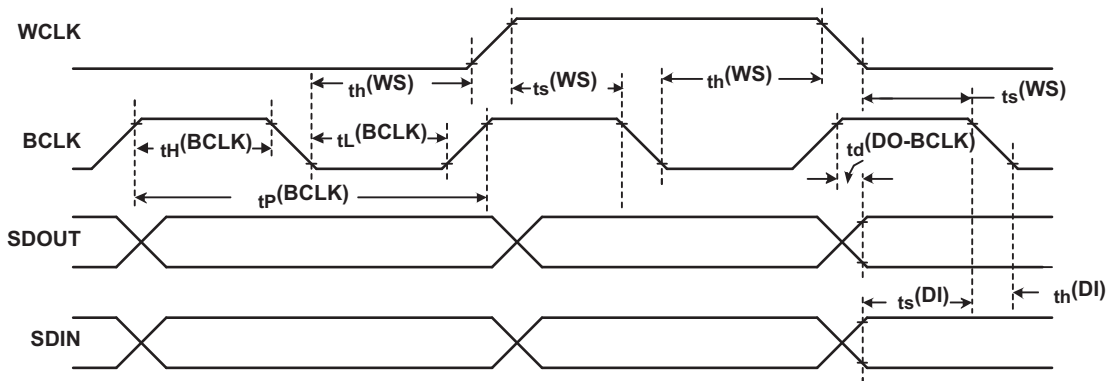 WCLK
th(WS)
ts(WS)
th(WS)
ts(WS)
BCLK
tH(BCLK)
tL(BCLK)
td(DO-BCLK)
tP(BCLK)
SDOUT
ts(DI)
th(DI)
SDIN